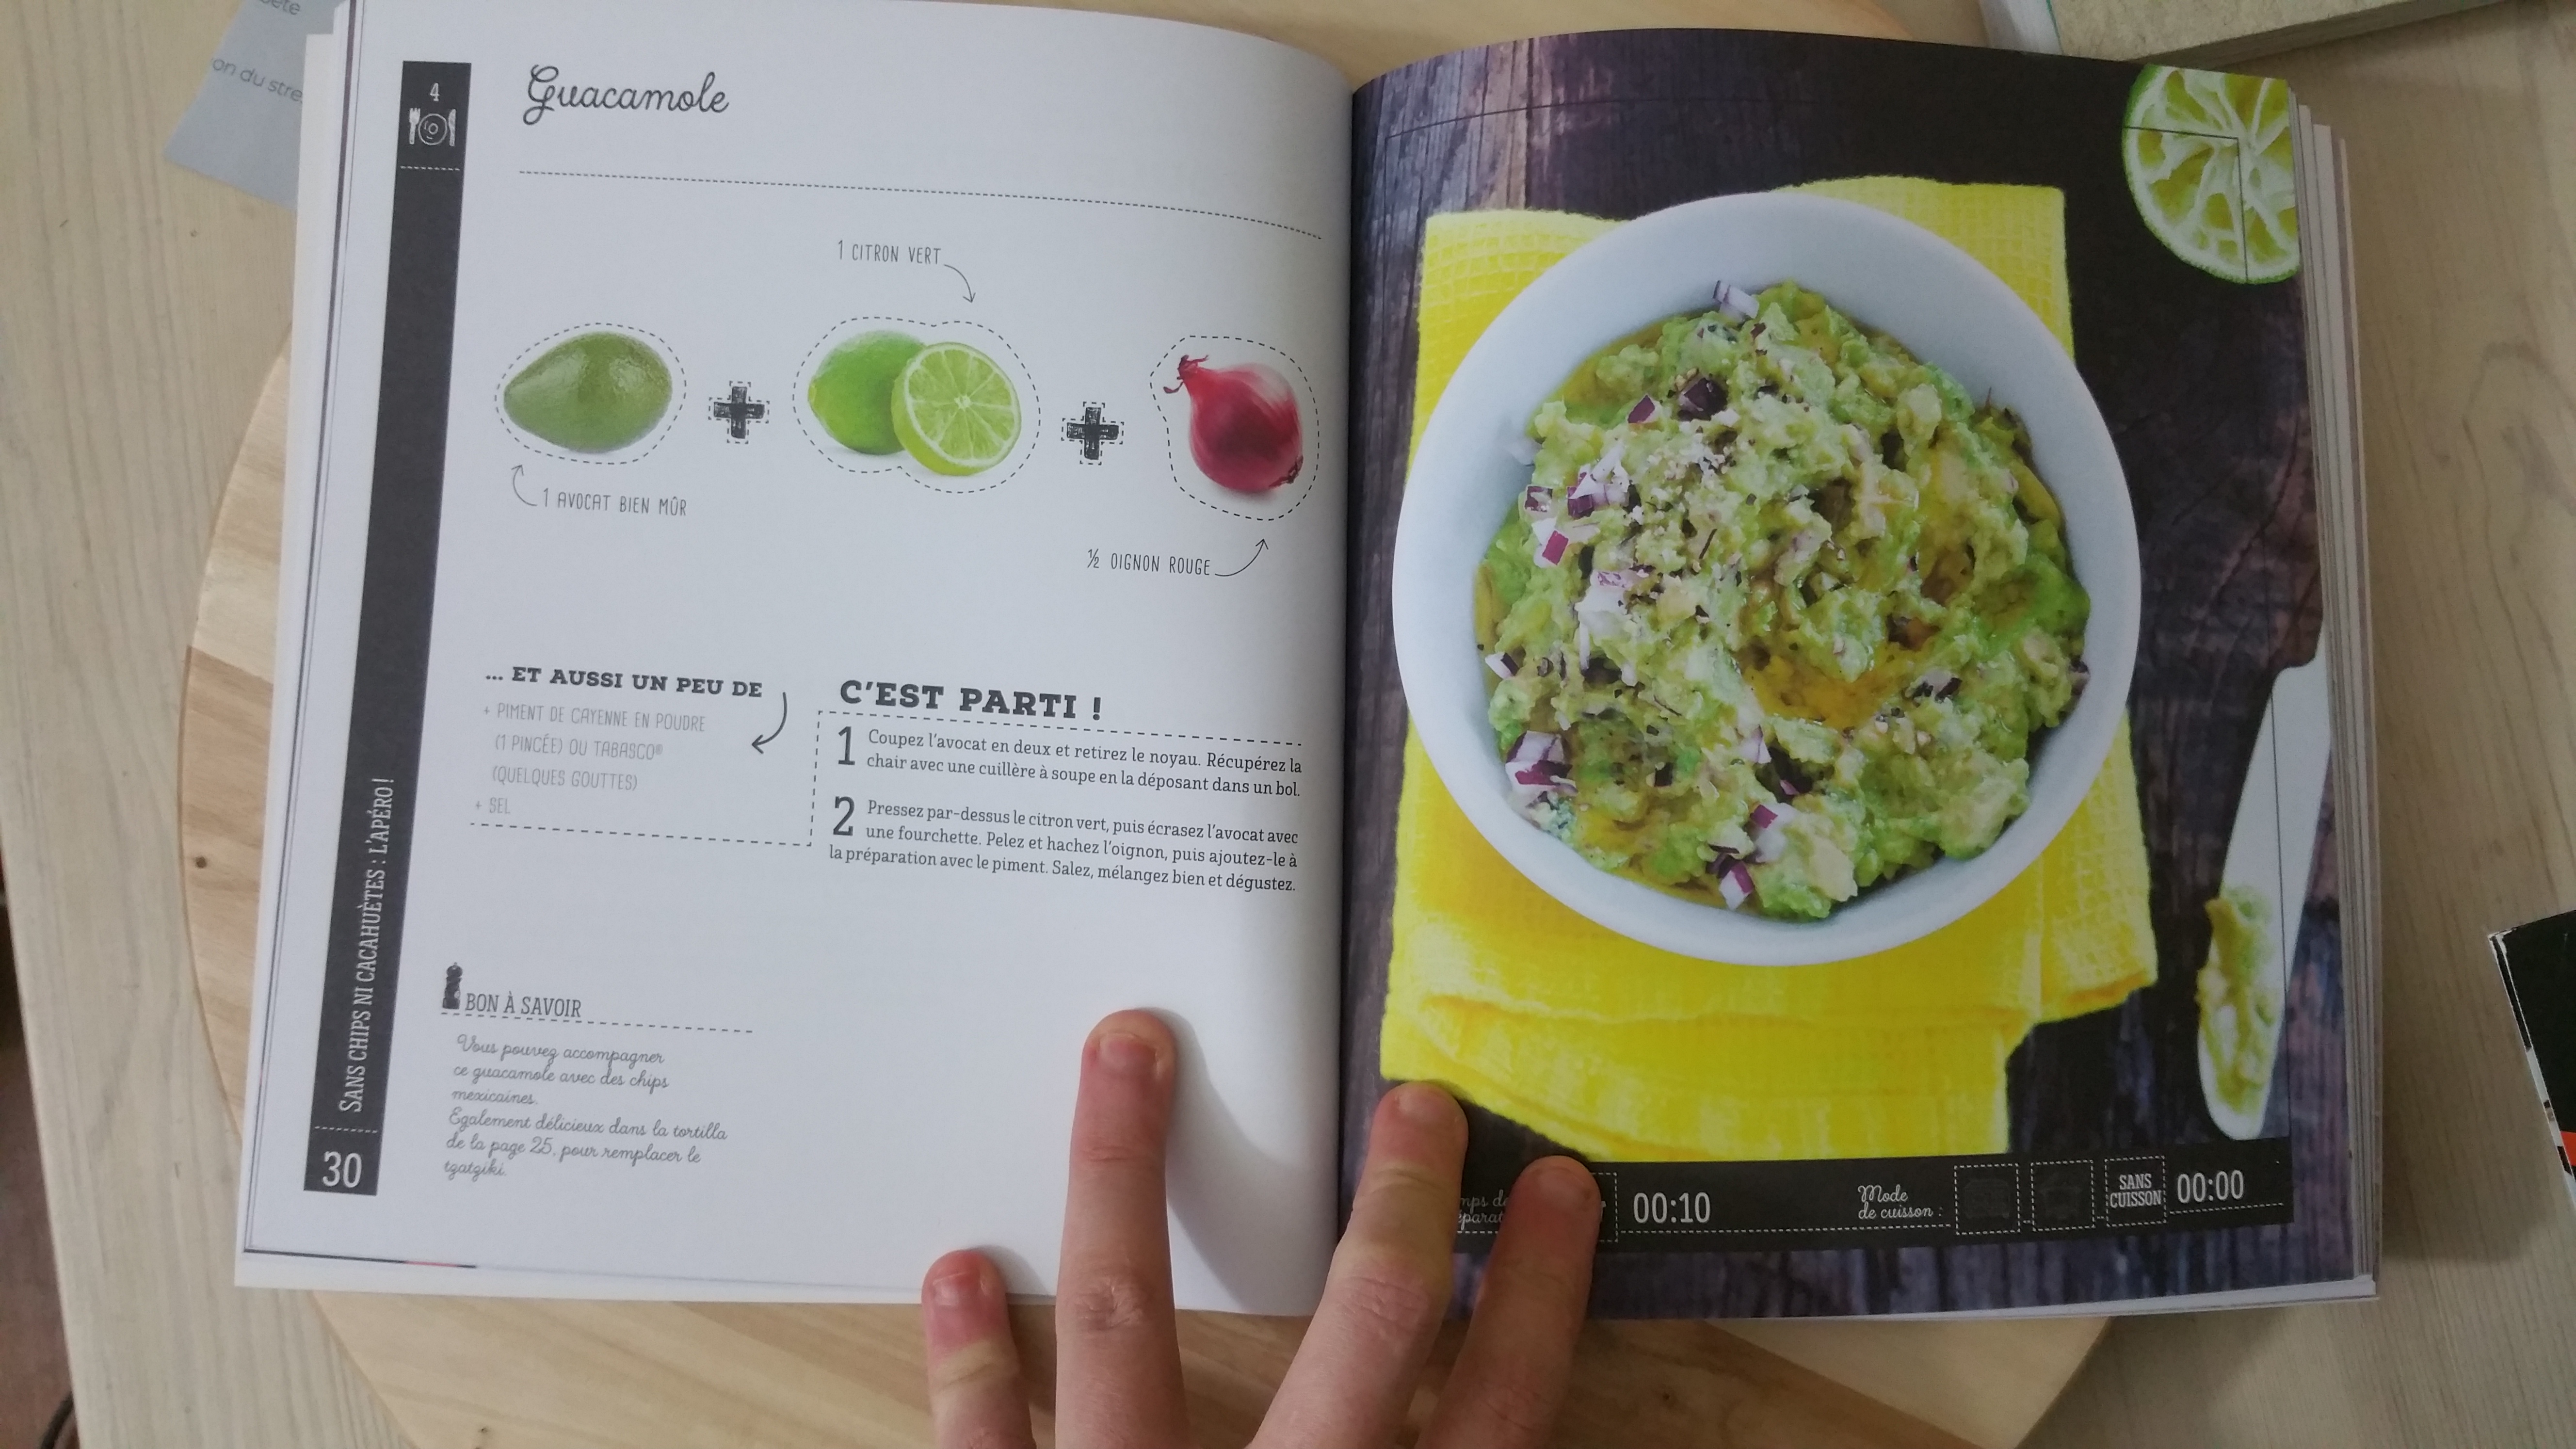 on du stre
4
Guacamole
1 CITRON VERT
1 AVOCAT BIEN MÛR
½ OIGNON ROUGE
... ET AUSSI UN PEU DE
+ PIMENT DE CAYENNE EN POUDRE
(1 PINCÉE) OU TABASCO®
(QUELQUES GOUTTES)
+ SEL
C'EST PARTI !
1 Coupez l'avocat en deux et retirez le noyau. Récupérez la
chair avec une cuillère à soupe en la déposant dans un bol.
2 Pressez par-dessus le citron vert, puis écrasez l'avocat avec
une fourchette. Pelez et hachez l'oignon, puis ajoutez-le à
la préparation avec le piment. Salez, mélangez bien et dégustez.
BON À SAVOIR
Vous pouvez accompagner
ce guacamole avec des chips
mexicaines.
Egalement délicieux dans la tortilla
de la page 25, pour remplacer le
tzatziki.
SANS CHIPS NI CACAHUÈTES : L'APÉRO !
30
00:10
Mode
de cuisson :
SANS
CUISSON
00:00